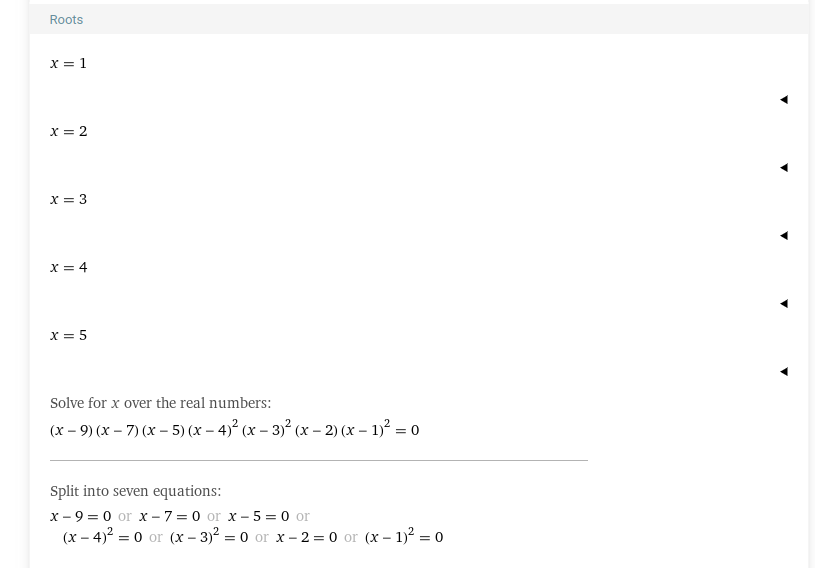 Roots
x = 1
x = 2
x = 3
x = 4
x = 5
Solve for x over the real numbers:
(x − 9) (x − 7) (x − 5) (x − 4)² (x − 3)² (x − 2) (x − 1)² = 0
Split into seven equations:
x − 9 = 0 or x − 7 = 0 or x − 5 = 0 or
(x − 4)² = 0 or (x − 3)² = 0 or x − 2 = 0 or (x − 1)² = 0